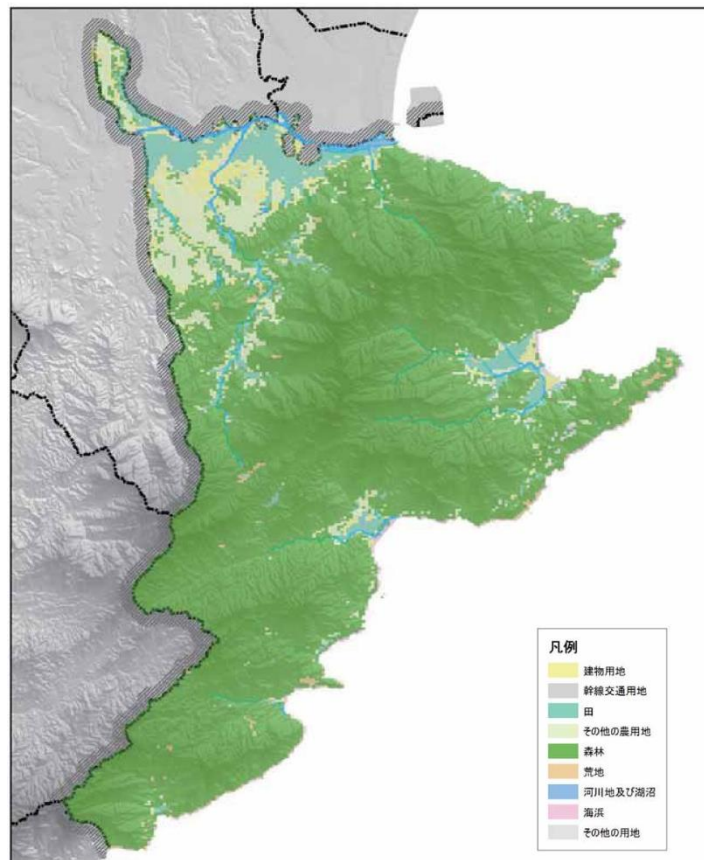 凡例
建物用地
幹線交通用地
田
その他の農用地
森林
荒地
河川地及び湖沼
海浜
その他の用地